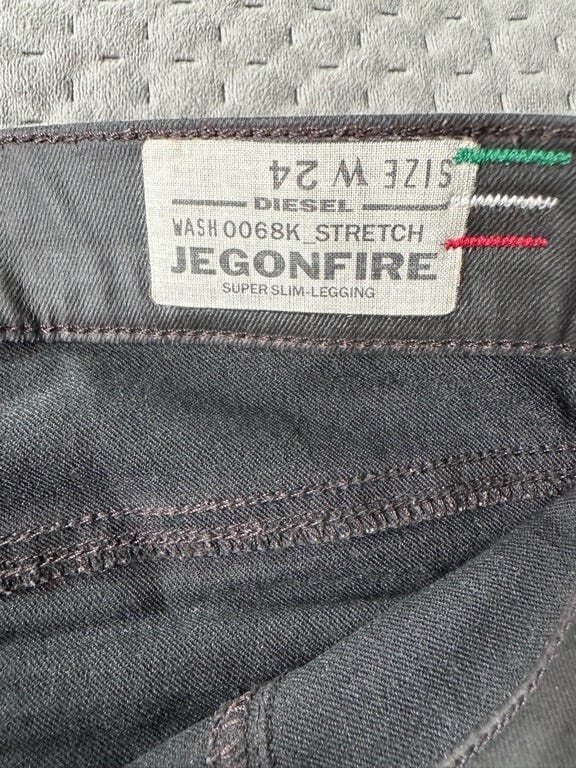 SIZE W 24
DIESEL
WASH 0068K_STRETCH
JEGONFIRE
SUPER SLIM-LEGGING